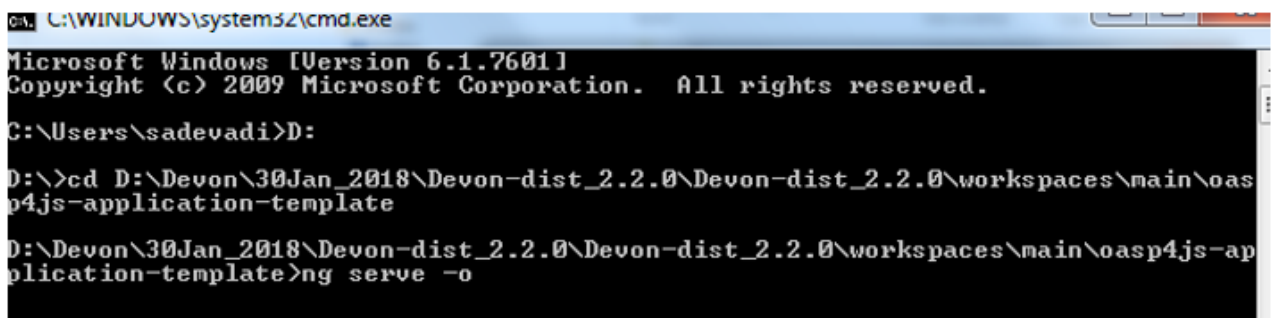 C:\WINDOWS\system32\cmd.exe
Microsoft Windows [Version 6.1.7601]
Copyright (c) 2009 Microsoft Corporation.  All rights reserved.
C:\Users\sadevadi>D:
D:\>cd D:\Devon\30Jan_2018\Devon-dist_2.2.0\Devon-dist_2.2.0\workspaces\main\oas
p4js-application-template
D:\Devon\30Jan_2018\Devon-dist_2.2.0\Devon-dist_2.2.0\workspaces\main\oasp4js-ap
plication-template>ng serve -o